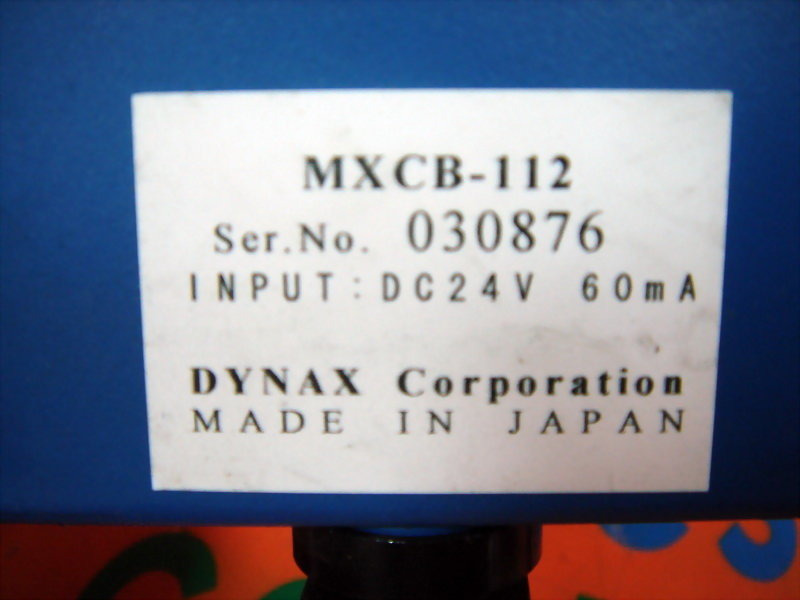 MXCB-112
Ser.No. 030876
INPUT:DC24V 60mA
DYNAX Corporation
MADE IN JAPAN